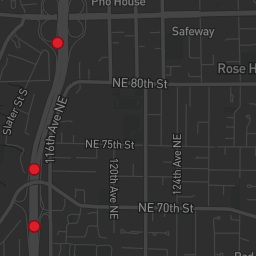 Pho House
Safeway
NE 80th St
Rose H
Slater St S
116th Ave NE
NE 75th St
120th Ave NE
124th Ave NE
NE 70th St